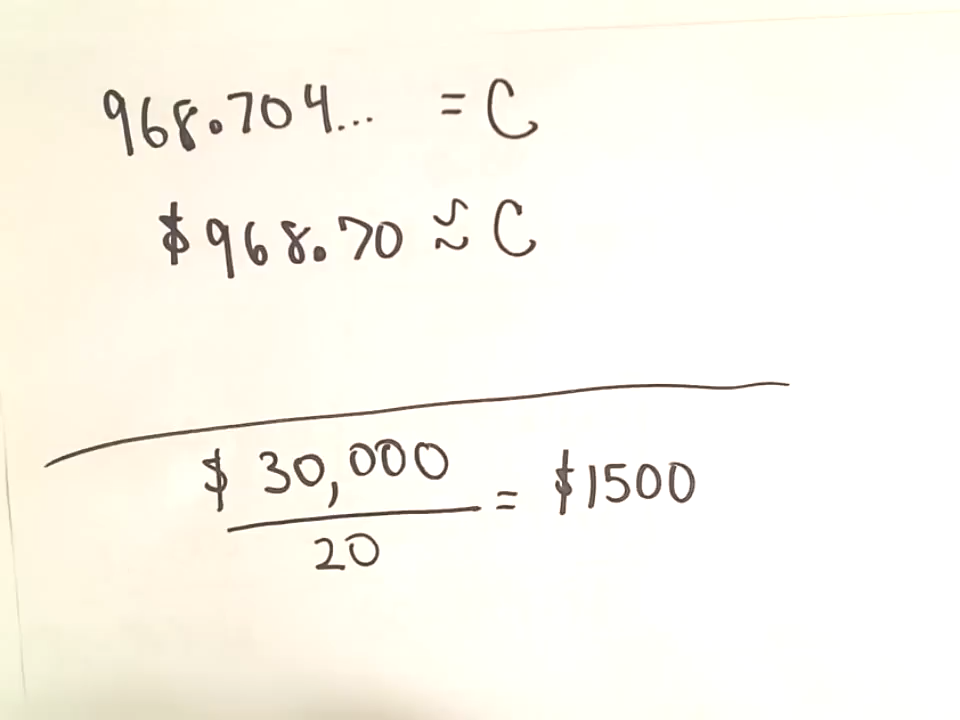 968.704... = C
$968.70 ≈ C
$30,000
20
= $1500